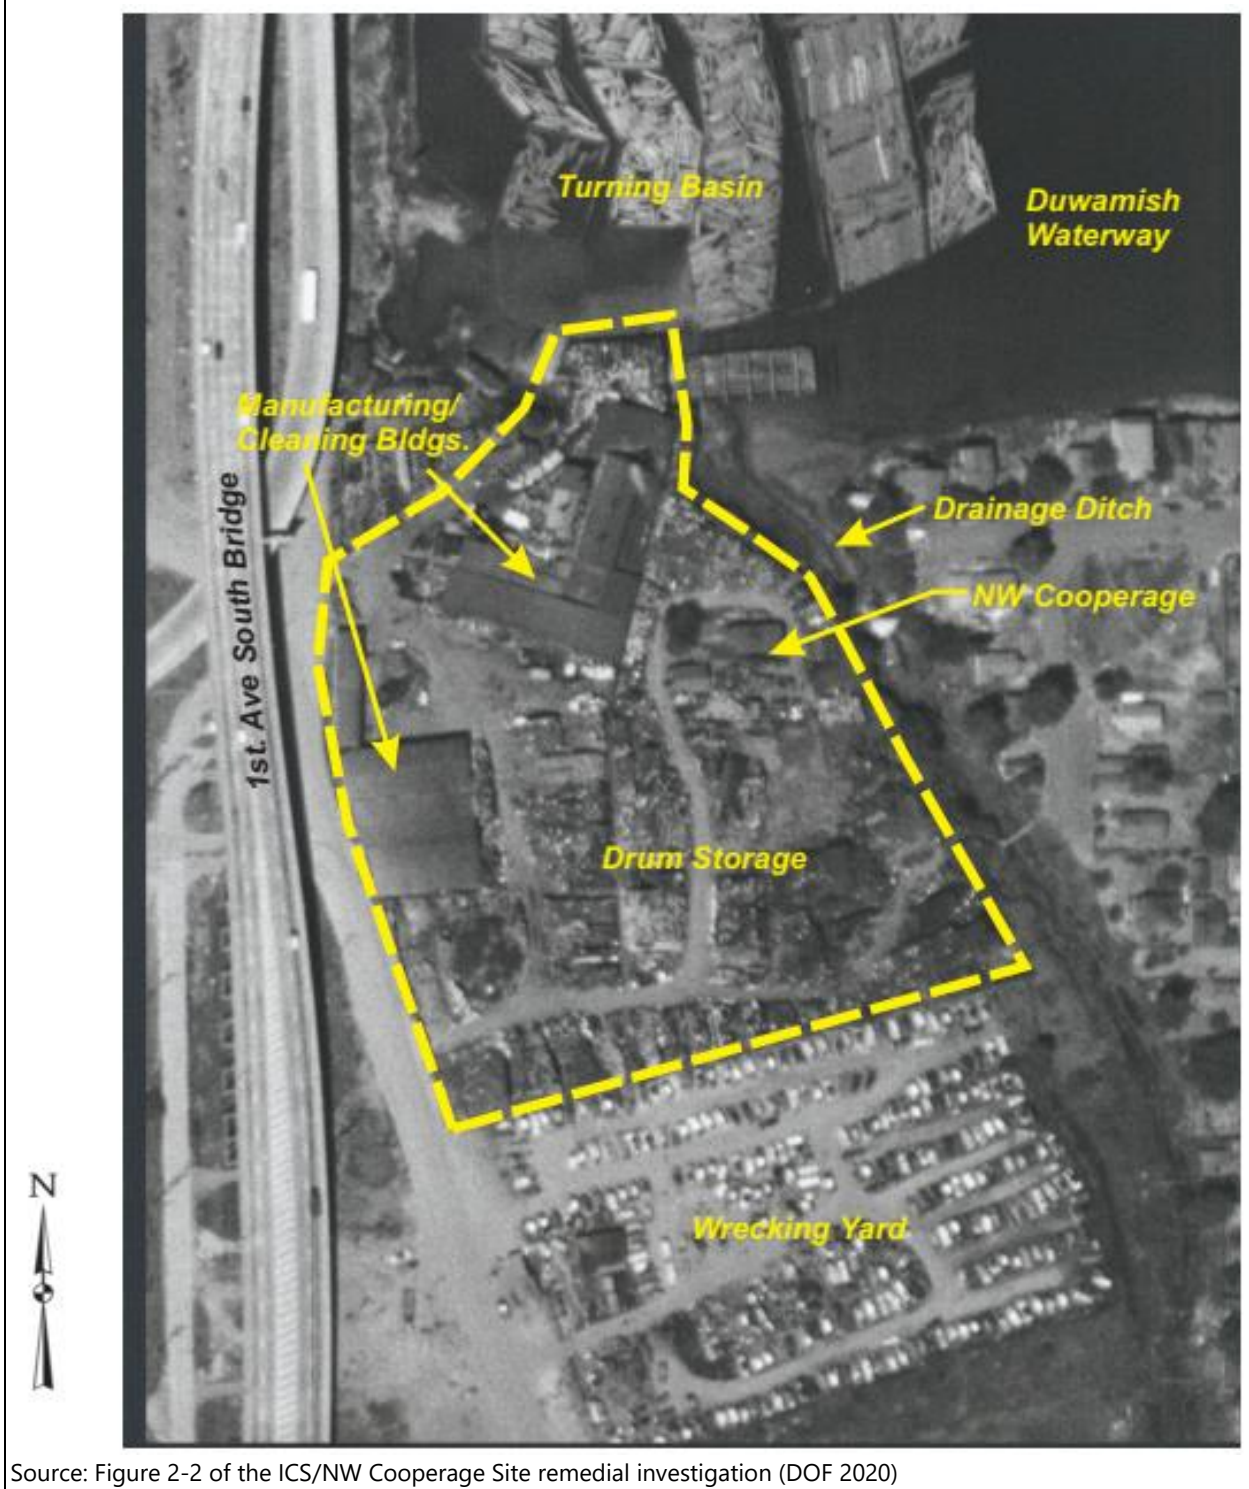 Turning Basin
Duwamish
Waterway
Manufacturing/
Cleaning Bldgs.
1st. Ave South Bridge
Drainage Ditch
NW Cooperage
Drum Storage
N
Wrecking Yard
Source: Figure 2-2 of the ICS/NW Cooperage Site remedial investigation (DOF 2020)